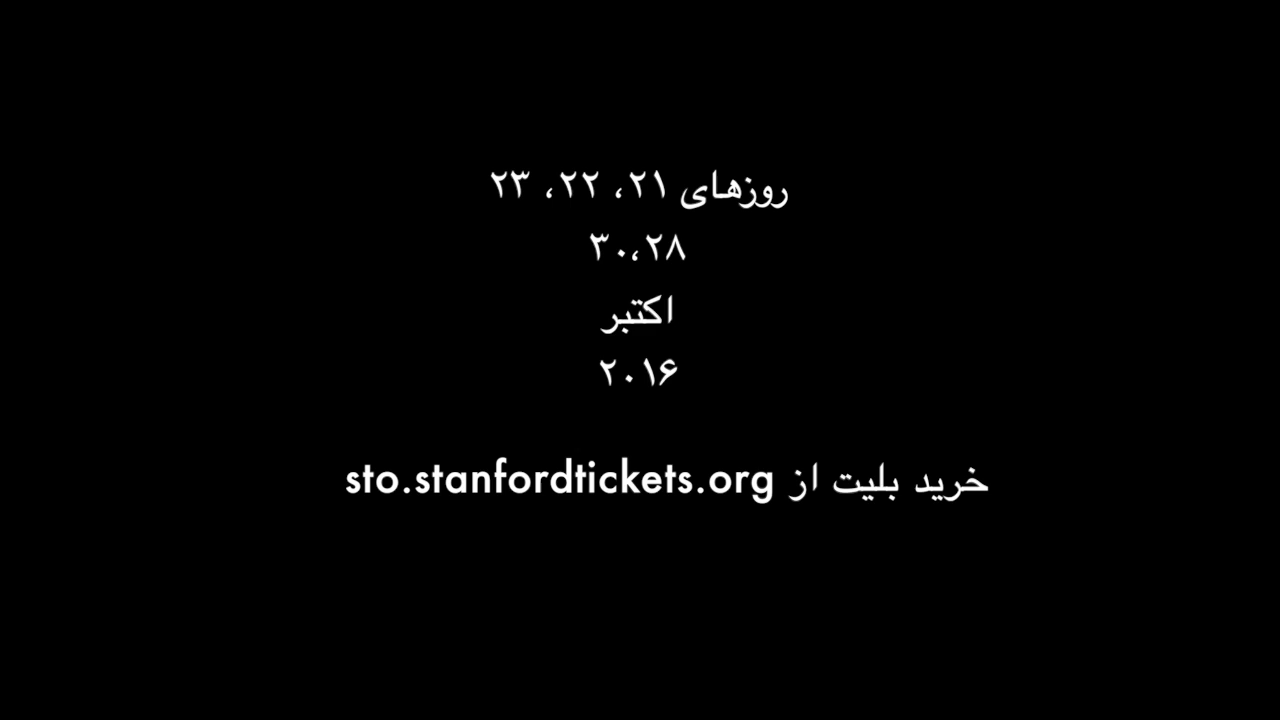 روزهای ۲۱، ۲۲، ۲۳
۳۰،۲۸
اکتبر
۲۰۱۶
خرید بلیت از sto.stanfordtickets.org